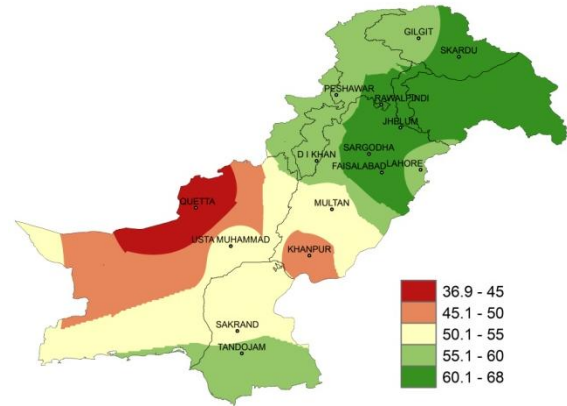 GILGIT
SKARDU
PESHAWAR
RAWALPINDI
JHELUM
SARGODHA
D I KHAN
FAISALABAD
LAHORE
MULTAN
QUETTA
USTA MUHAMMAD
KHANPUR
SAKRAND
TANDOJAM
36.9 - 45
45.1 - 50
50.1 - 55
55.1 - 60
60.1 - 68